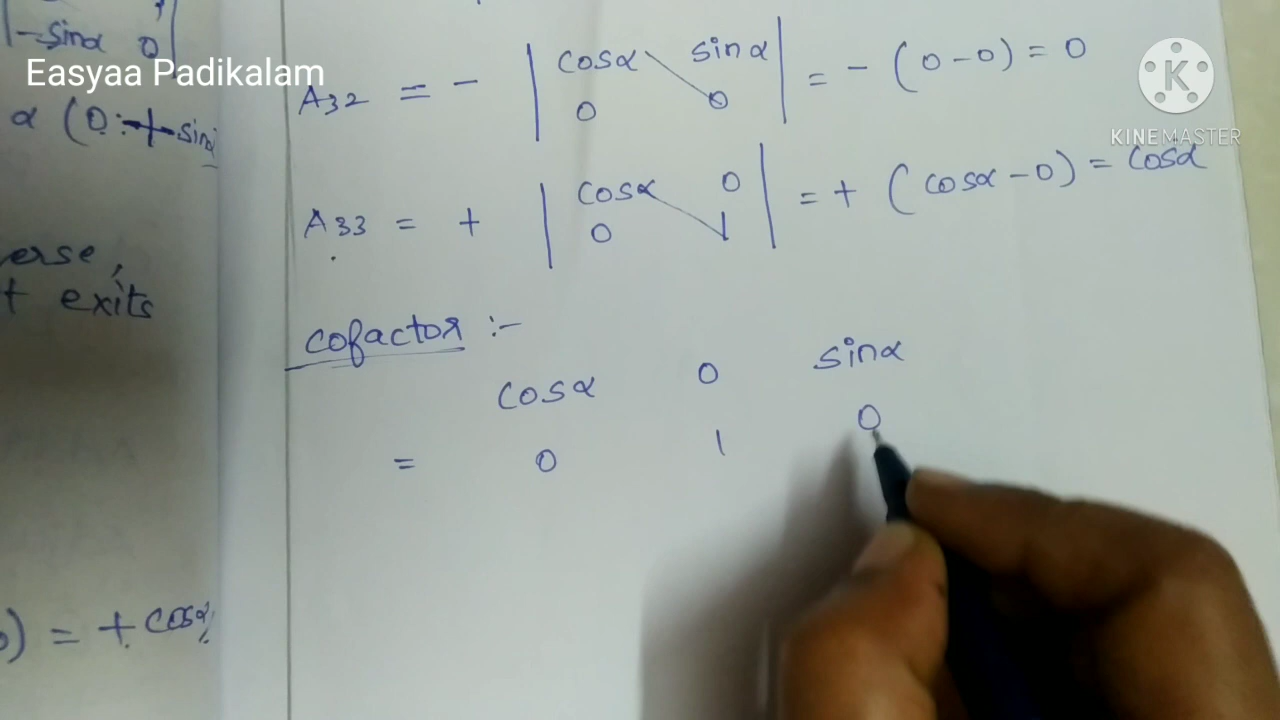 |-sinα 0|
Easyaa Padikalam
α (0 + sinα
erse,
t exits
) = + cosα
A32 = - | cosα sinα | = - (0-0) = 0
0 0
KINEMASTER
A33 = + | cosα 0 | = + (cosα - 0) = cosα
0 1
cofactor :-
cosα 0 sinα
= 0 1 0